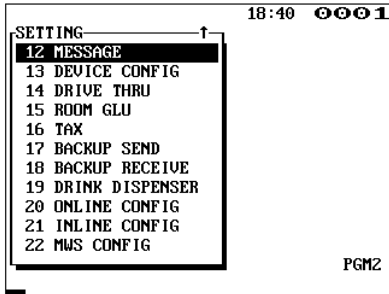 18:40 0001
SETTING ↑
12 MESSAGE
13 DEVICE CONFIG
14 DRIVE THRU
15 ROOM GLU
16 TAX
17 BACKUP SEND
18 BACKUP RECEIVE
19 DRINK DISPENSER
20 ONLINE CONFIG
21 INLINE CONFIG
22 MWS CONFIG
PGM2